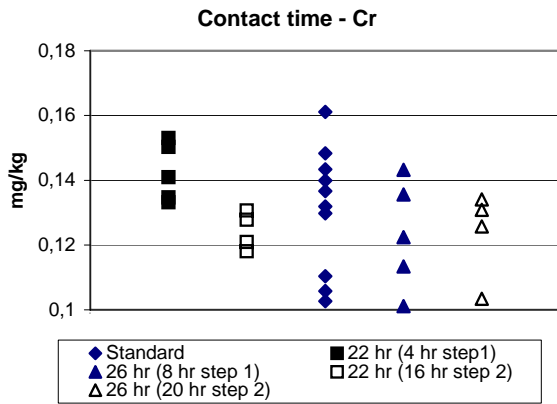 Contact time - Cr
0,18
0,16
0,14
0,12
0,1
mg/kg
Standard 22 hr (4 hr step1)
26 hr (8 hr step 1) 22 hr (16 hr step 2)
26 hr (20 hr step 2)